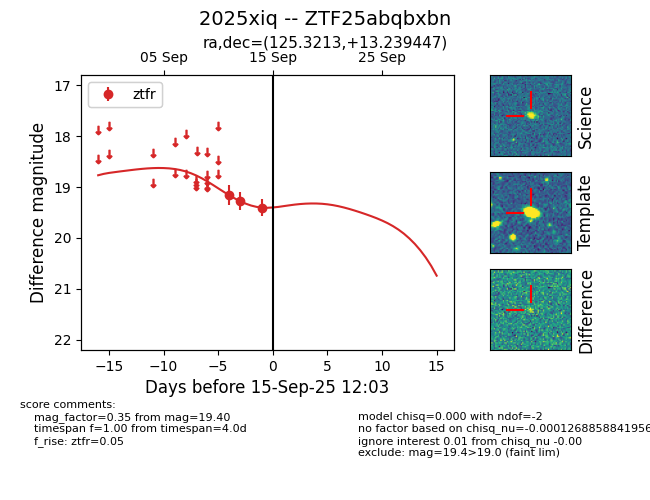 2025xiq -- ZTF25abqbxbn
ra,dec=(125.3213,+13.239447)
05 Sep 15 Sep 25 Sep
ztfr
17
18
19
20
21
22
Difference magnitude
−15 −10 −5 0 5 10 15
Days before 15-Sep-25 12:03
Science
Template
Difference
score comments:
mag_factor=0.35 from mag=19.40
timespan f=1.00 from timespan=4.0d
f_rise: ztfr=0.05
model chisq=0.000 with ndof=-2
no factor based on chisq_nu=-0.0001268858841956
ignore interest 0.01 from chisq_nu -0.00
exclude: mag=19.4>19.0 (faint lim)